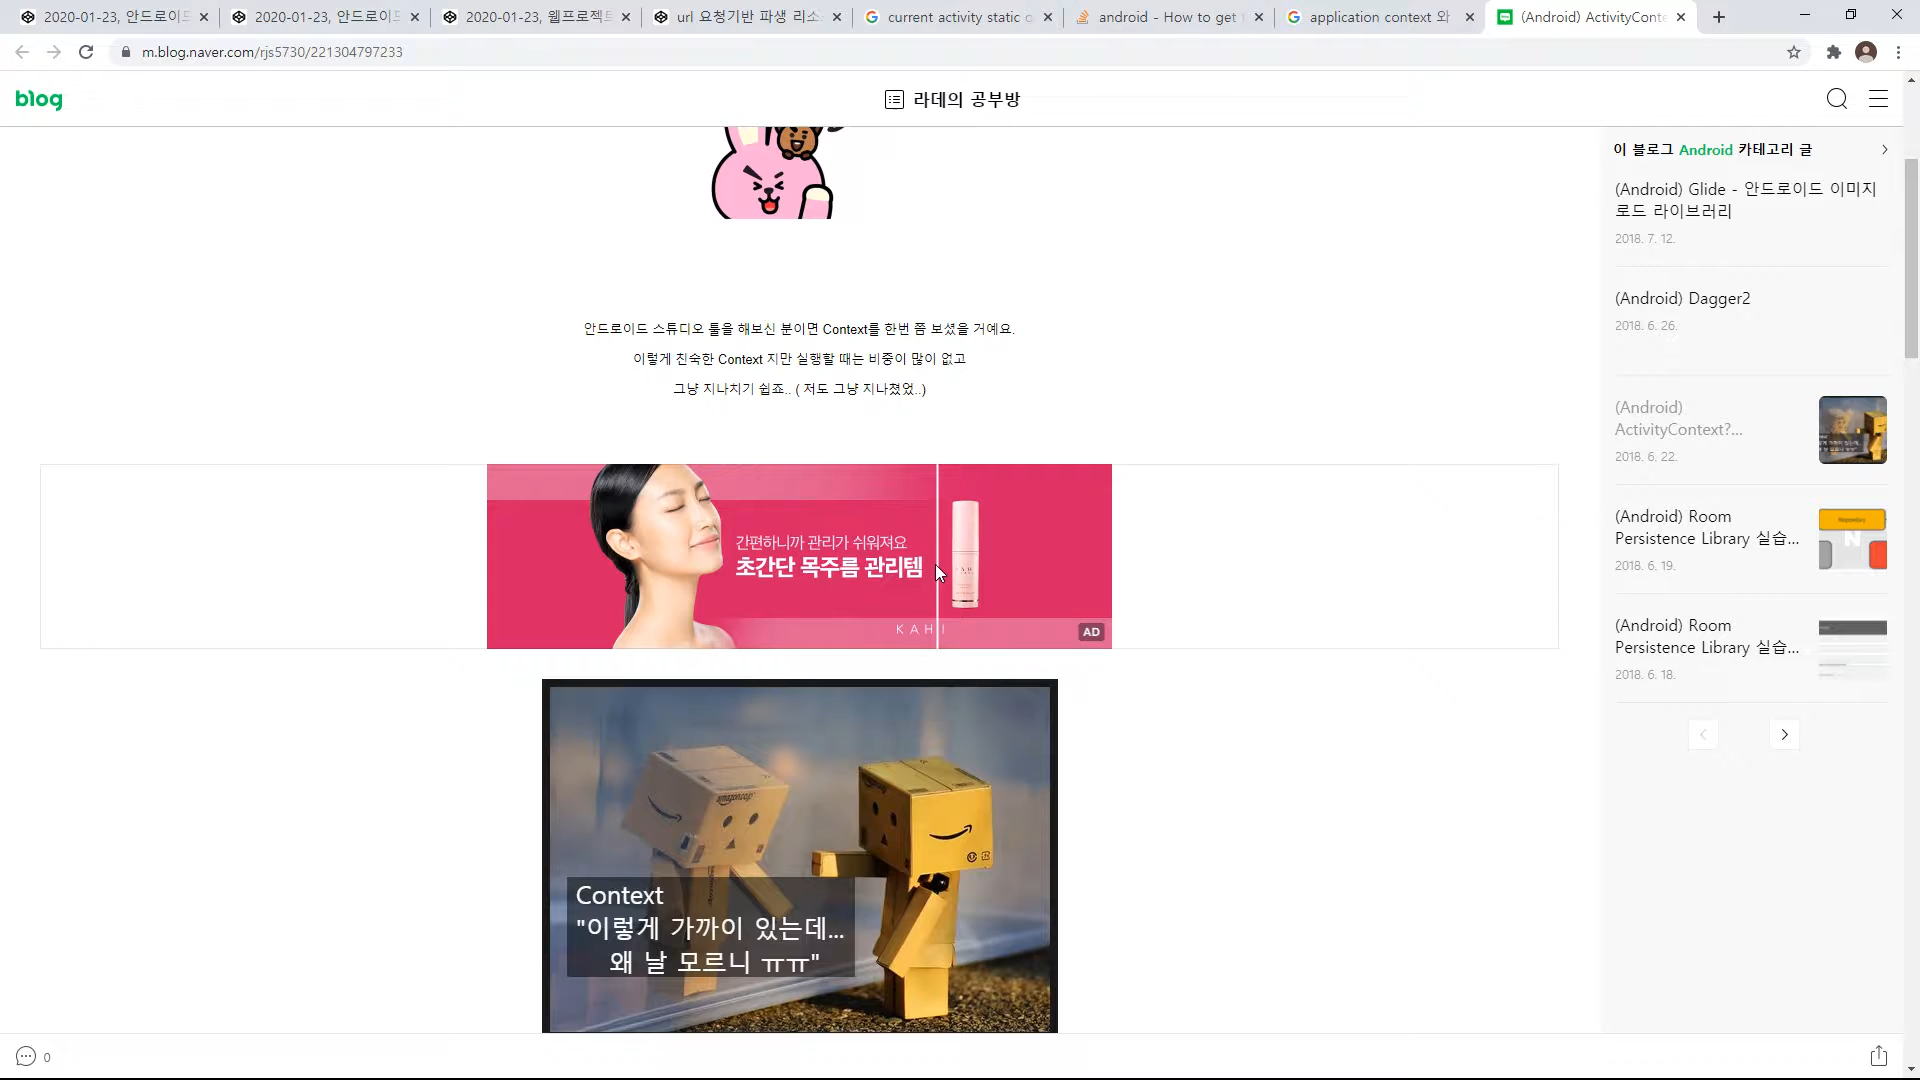 2020-01-23, 안드로이드
2020-01-23, 안드로이드
2020-01-23, 웹프로젝트
url 요청기반 파생 리소
current activity static
android - How to get
application context 와
(Android) ActivityConte
m.blog.naver.com/rjs5730/221304797233
blog
라데의 공부방
안드로이드 스튜디오 툴을 해보신 분이면 Context를 한번 쯤 보셨을 거예요.
이렇게 친숙한 Context 지만 실행할 때는 비중이 많이 없고
그냥 지나치기 쉽죠.. ( 저도 그냥 지나쳤었..)
간편하니까 관리가 쉬워져요
초간단 목주름 관리템
KAHI
AD
Context
"이렇게 가까이 있는데...
왜 날 모르니 ㅠㅠ"
이 블로그 Android 카테고리 글
(Android) Glide - 안드로이드 이미지
로드 라이브러리
2018. 7. 12.
(Android) Dagger2
2018. 6. 26.
(Android)
ActivityContext?...
2018. 6. 22.
(Android) Room
Persistence Library 실습...
2018. 6. 19.
(Android) Room
Persistence Library 실습...
2018. 6. 18.
0